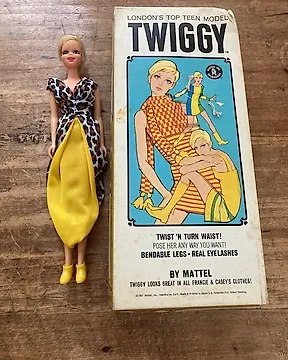 LONDON'S TOP TEEN MODEL
TWIGGY
TWIST 'N TURN WAIST!
POSE HER ANY WAY YOU WANT!
BENDABLE LEGS • REAL EYELASHES
BY MATTEL
TWIGGY LOOKS GREAT IN ALL FRANCIE & CASEY'S CLOTHES!